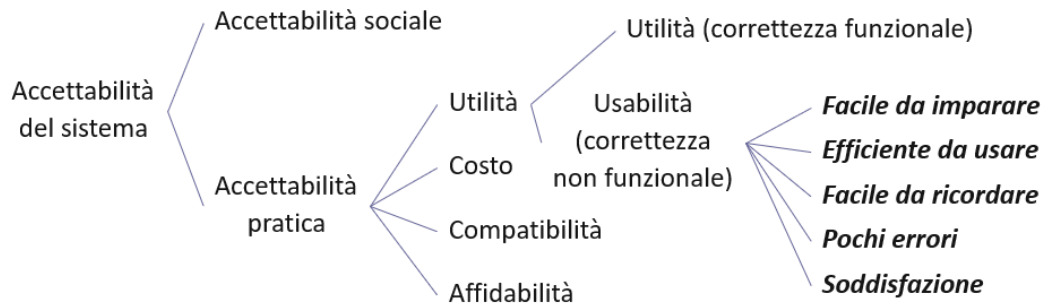 Accettabilità
del sistema
Accettabilità sociale
Accettabilità
pratica
Utilità
Costo
Compatibilità
Affidabilità
Utilità (correttezza funzionale)
Usabilità
(correttezza
non funzionale)
Facile da imparare
Efficiente da usare
Facile da ricordare
Pochi errori
Soddisfazione